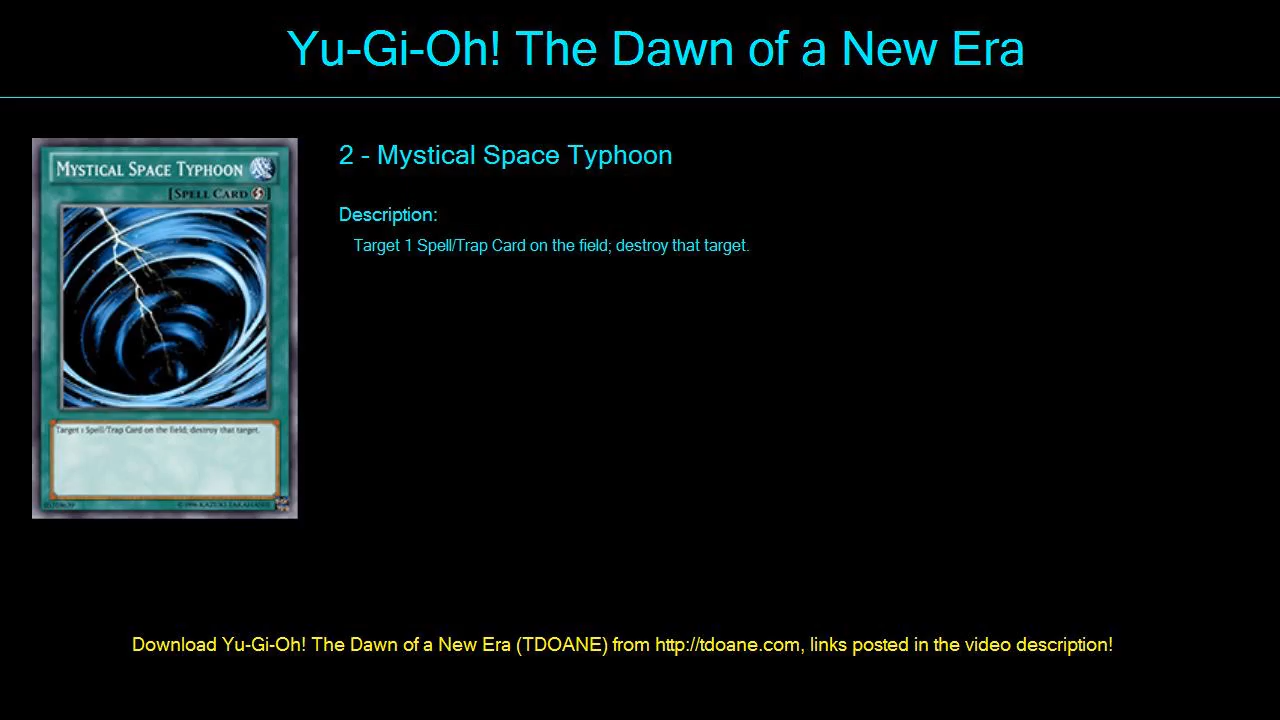 Yu-Gi-Oh! The Dawn of a New Era
MYSTICAL SPACE TYPHOON
[SPELL CARD]
Target 1 Spell/Trap Card on the field; destroy that target.
©1996 KAZUKI TAKAHASHI
2 - Mystical Space Typhoon
Description:
Target 1 Spell/Trap Card on the field; destroy that target.
Download Yu-Gi-Oh! The Dawn of a New Era (TDOANE) from http://tdoane.com, links posted in the video description!